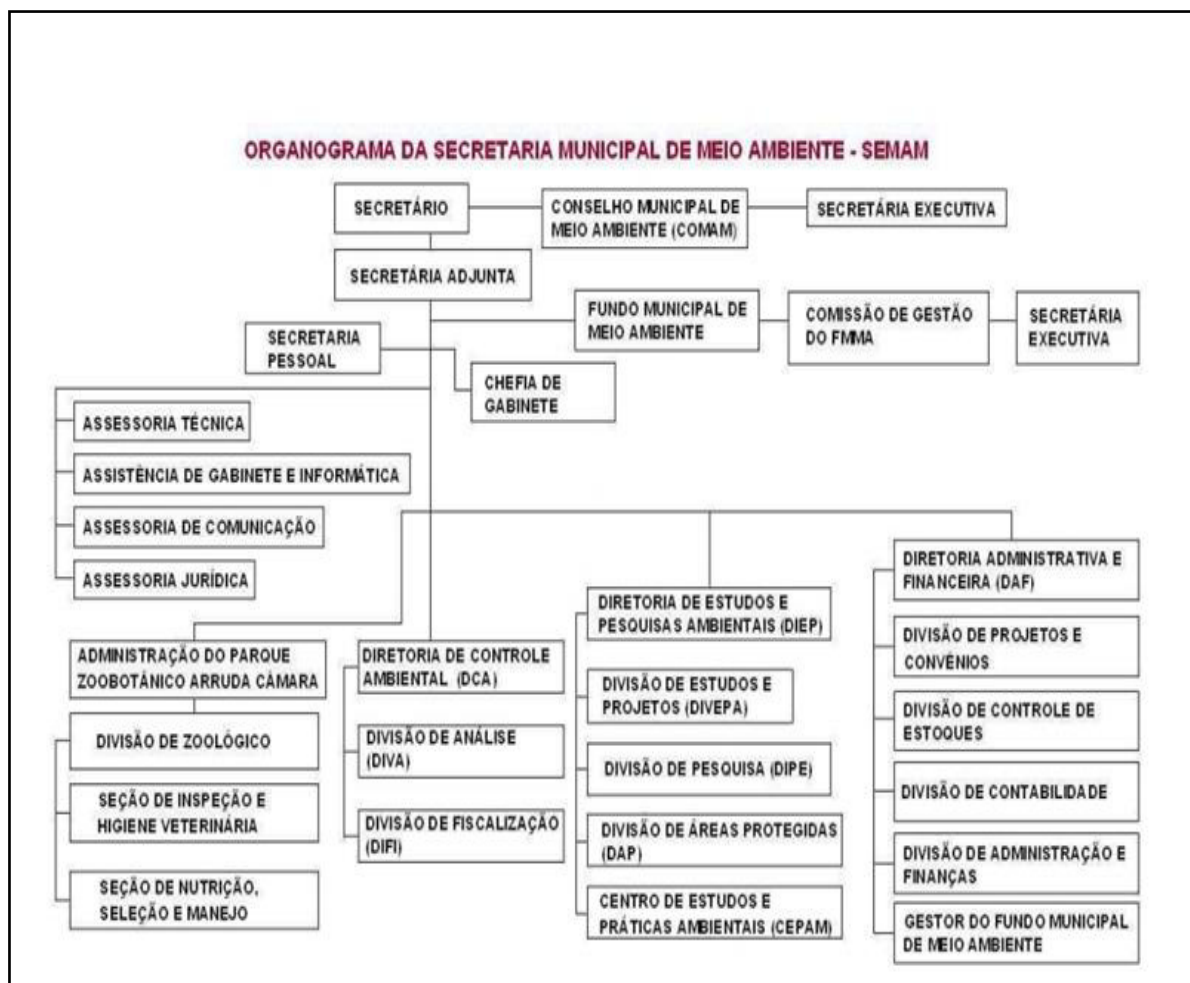 ORGANOGRAMA DA SECRETARIA MUNICIPAL DE MEIO AMBIENTE - SEMAM
SECRETÁRIO
CONSELHO MUNICIPAL DE
MEIO AMBIENTE (COMAM)
SECRETÁRIA EXECUTIVA
SECRETÁRIA ADJUNTA
FUNDO MUNICIPAL DE
MEIO AMBIENTE
COMISSÃO DE GESTÃO
DO FMMA
SECRETÁRIA
EXECUTIVA
SECRETARIA
PESSOAL
CHEFIA DE
GABINETE
ASSESSORIA TÉCNICA
ASSISTÊNCIA DE GABINETE E INFORMÁTICA
ASSESSORIA DE COMUNICAÇÃO
ASSESSORIA JURÍDICA
ADMINISTRAÇÃO DO PARQUE
ZOOBOTÂNICO ARRUDA CÂMARA
DIVISÃO DE ZOOLÓGICO
SEÇÃO DE INSPEÇÃO E
HIGIENE VETERINÁRIA
SEÇÃO DE NUTRIÇÃO,
SELEÇÃO E MANEJO
DIRETORIA DE CONTROLE
AMBIENTAL (DCA)
DIVISÃO DE ANÁLISE
(DIVA)
DIVISÃO DE FISCALIZAÇÃO
(DIFI)
DIRETORIA DE ESTUDOS E
PESQUISAS AMBIENTAIS (DIEP)
DIVISÃO DE ESTUDOS E
PROJETOS (DIVEPA)
DIVISÃO DE PESQUISA (DIPE)
DIVISÃO DE ÁREAS PROTEGIDAS
(DAP)
CENTRO DE ESTUDOS E
PRÁTICAS AMBIENTAIS (CEPAM)
DIRETORIA ADMINISTRATIVA E
FINANCEIRA (DAF)
DIVISÃO DE PROJETOS E
CONVÊNIOS
DIVISÃO DE CONTROLE DE
ESTOQUES
DIVISÃO DE CONTABILIDADE
DIVISÃO DE ADMINISTRAÇÃO E
FINANÇAS
GESTOR DO FUNDO MUNICIPAL
DE MEIO AMBIENTE